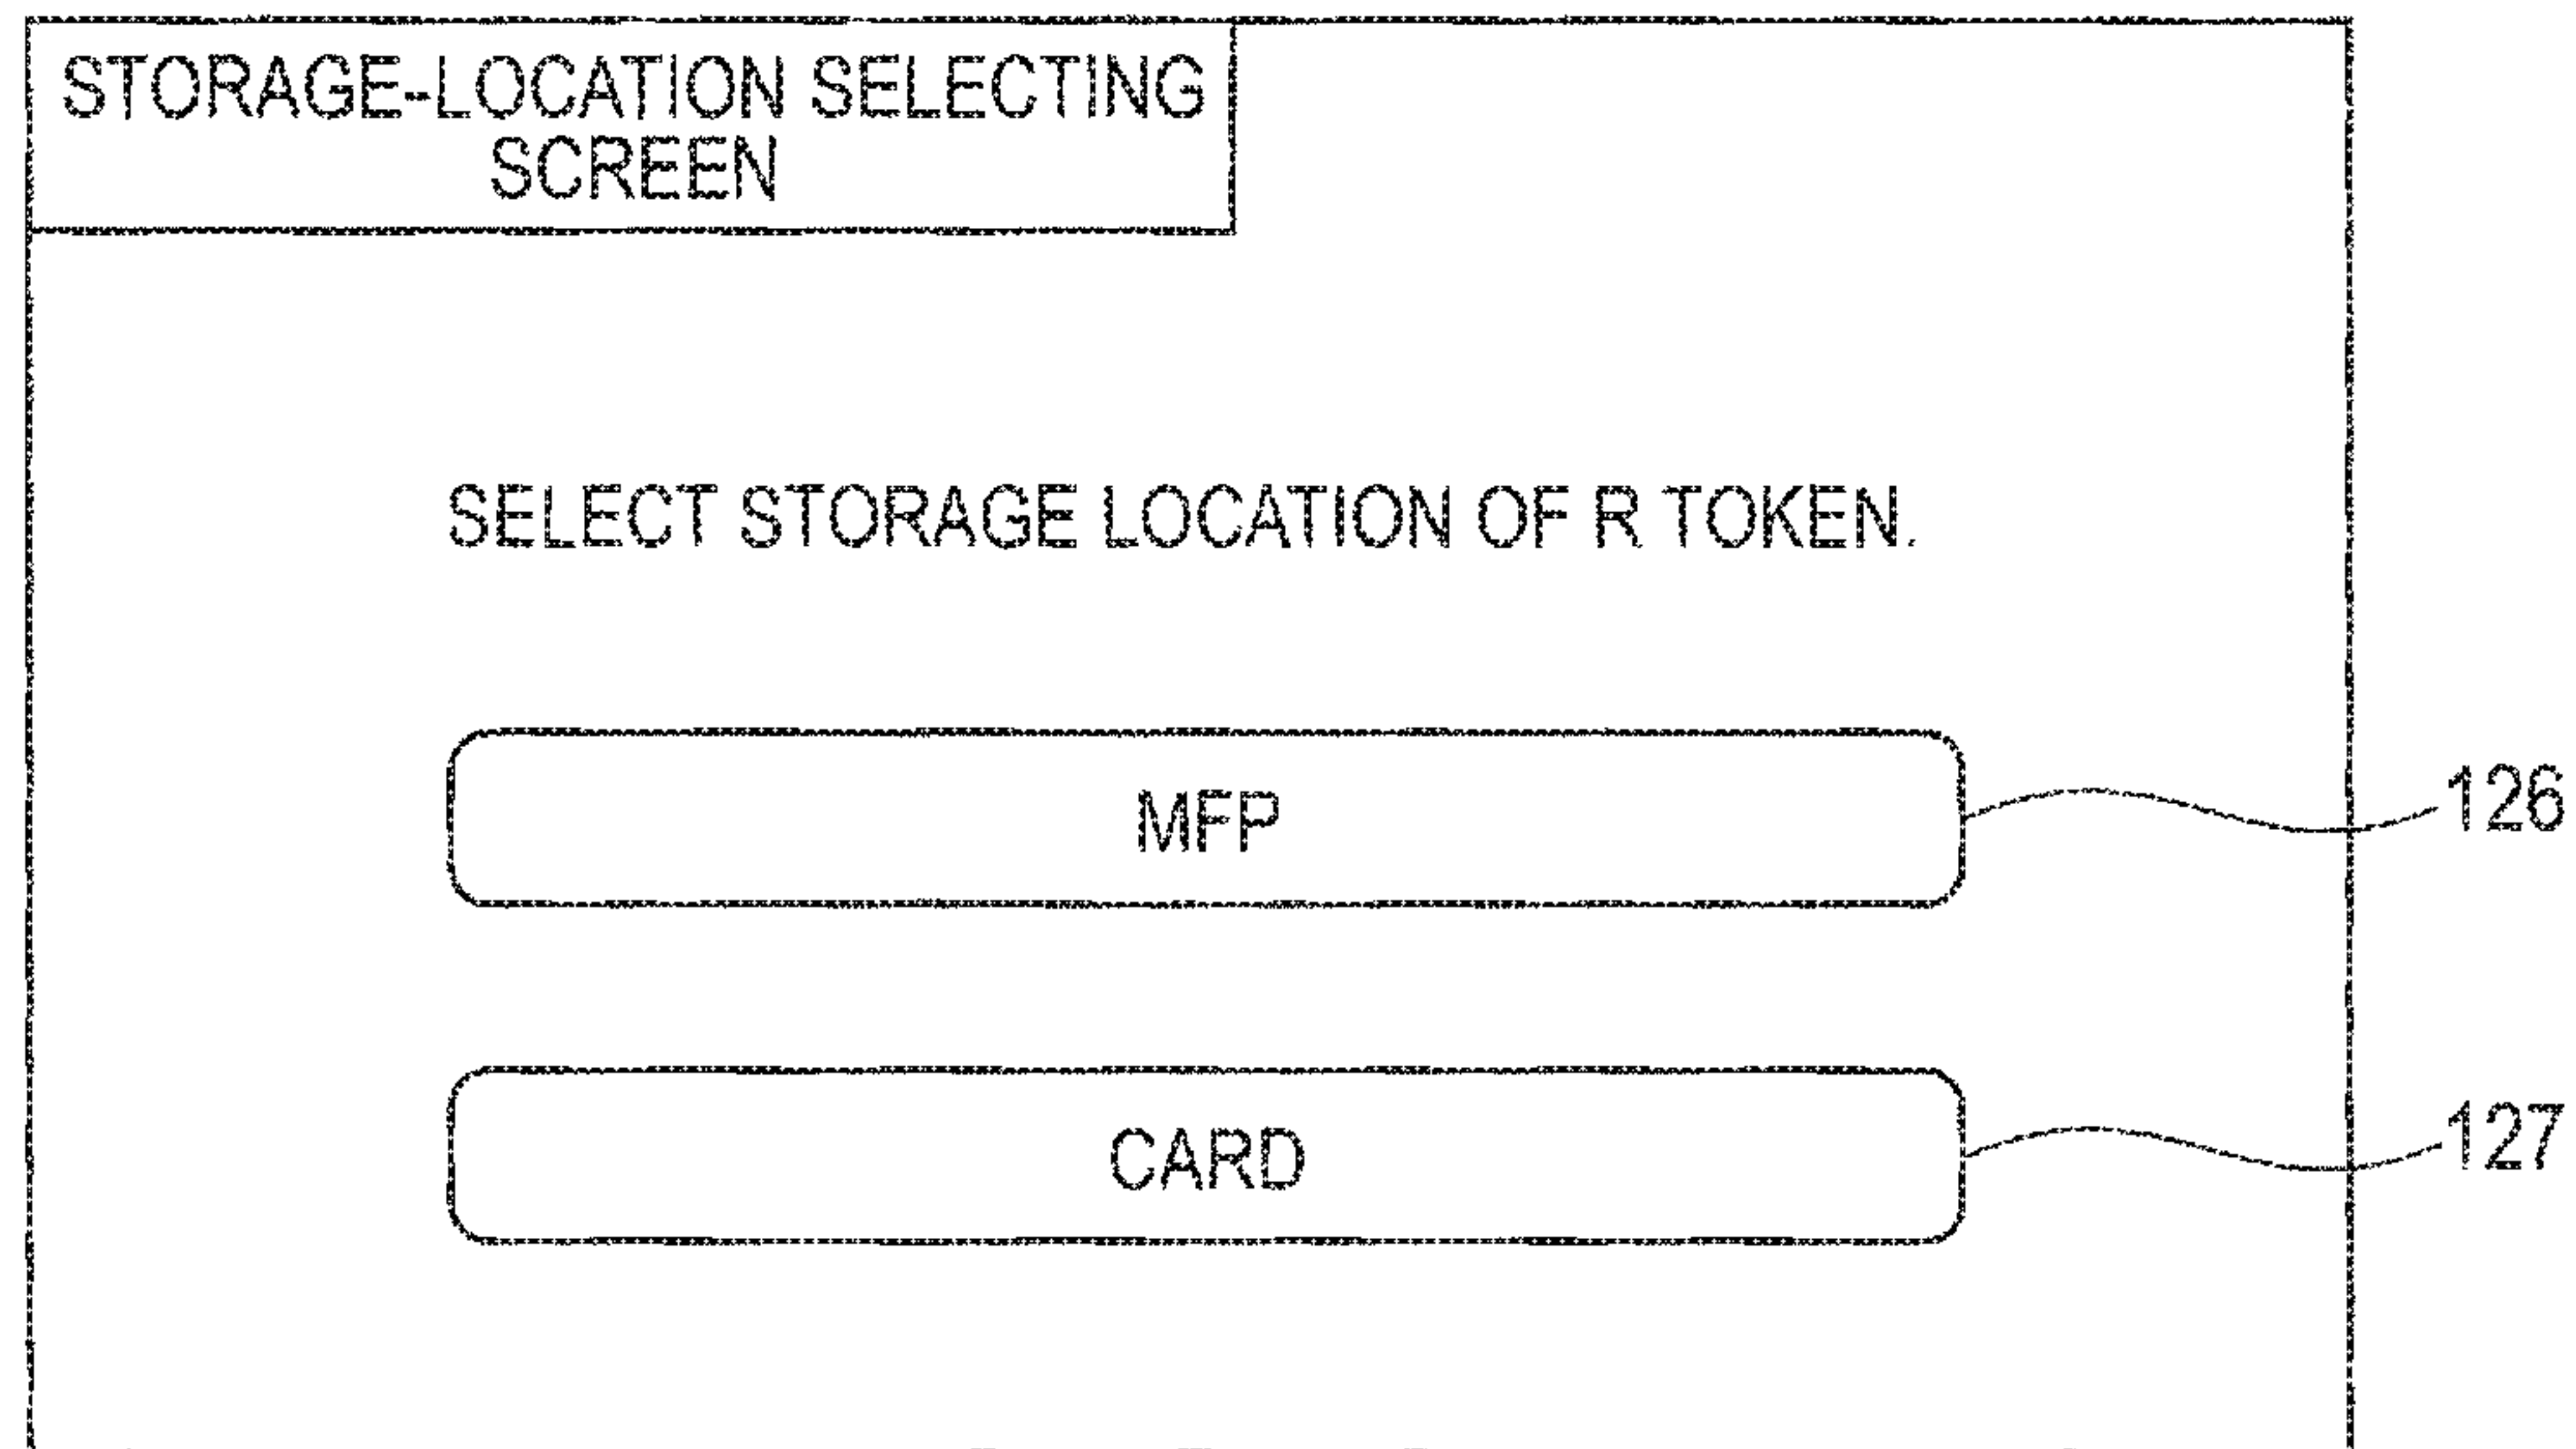 STORAGE-LOCATION SELECTING
SCREEN
SELECT STORAGE LOCATION OF R TOKEN.
MFP
126
CARD
127